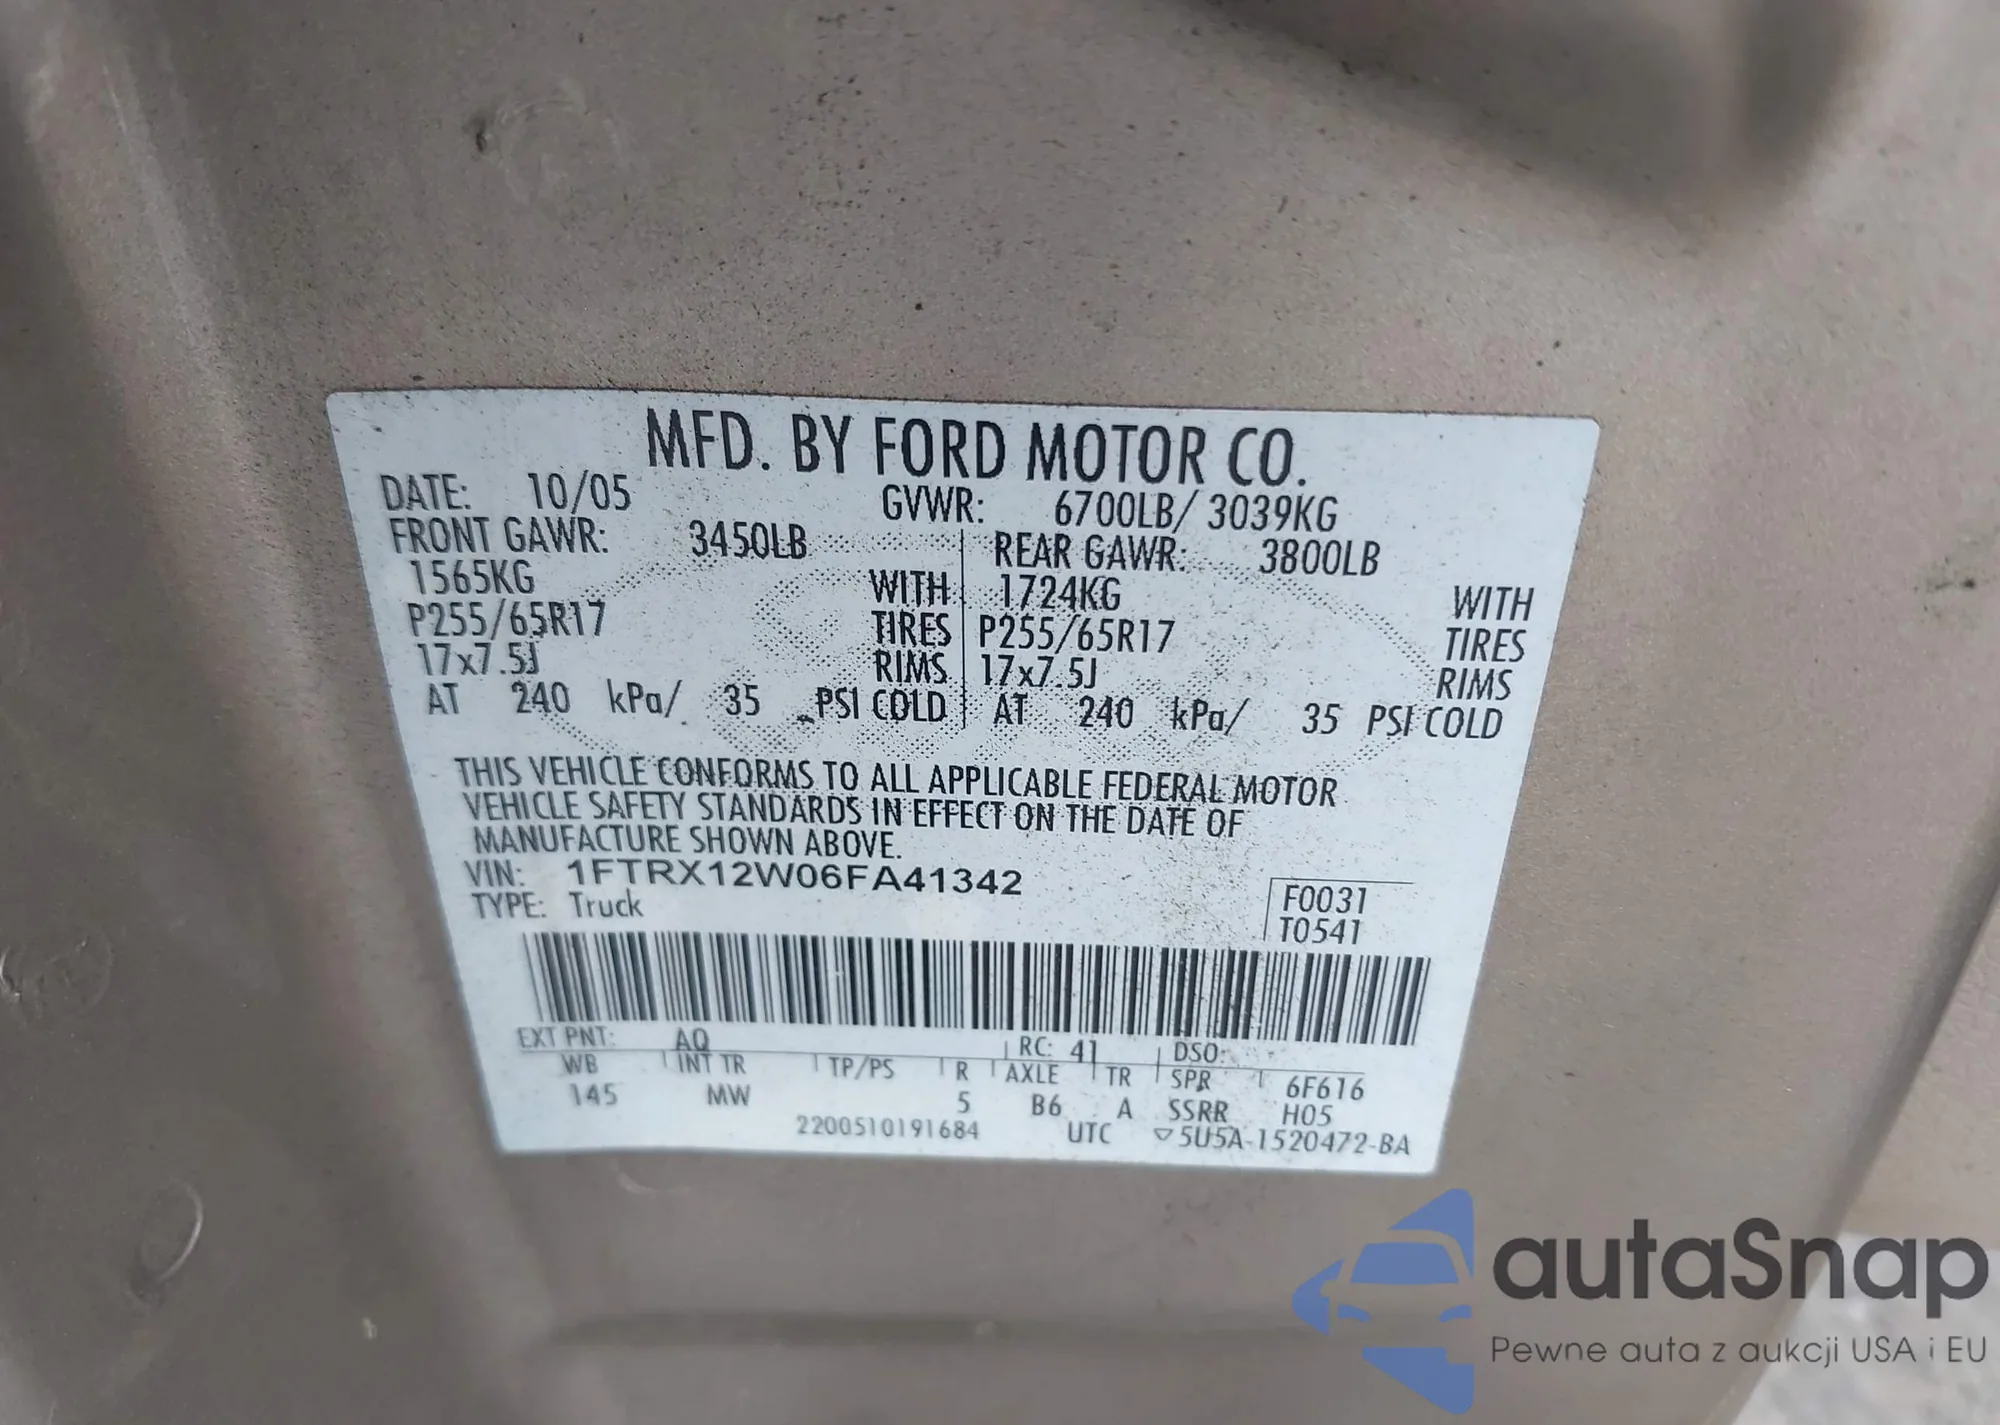 MFD. BY FORD MOTOR CO.
DATE: 10/05 GVWR: 6700LB/ 3039KG
FRONT GAWR: 3450LB REAR GAWR: 3800LB
1565KG WITH 1724KG WITH
P255/65R17 TIRES P255/65R17 TIRES
17x7.5J RIMS 17x7.5J RIMS
AT 240 kPa/ 35 PSI COLD AT 240 kPa/ 35 PSI COLD
THIS VEHICLE CONFORMS TO ALL APPLICABLE FEDERAL MOTOR
VEHICLE SAFETY STANDARDS IN EFFECT ON THE DATE OF
MANUFACTURE SHOWN ABOVE.
VIN: 1FTRX12W06FA41342
TYPE: Truck F0031
T0541
EXT PNT: AQ RC: 41 DSO:
WB INT TR TP/PS R AXLE TR SPR 6F616
145 MW 5 B6 A SSRR H05
2200510191684 UTC ▽5U5A-1520472-BA
autaSnap
Pewne auta z aukcji USA i EU